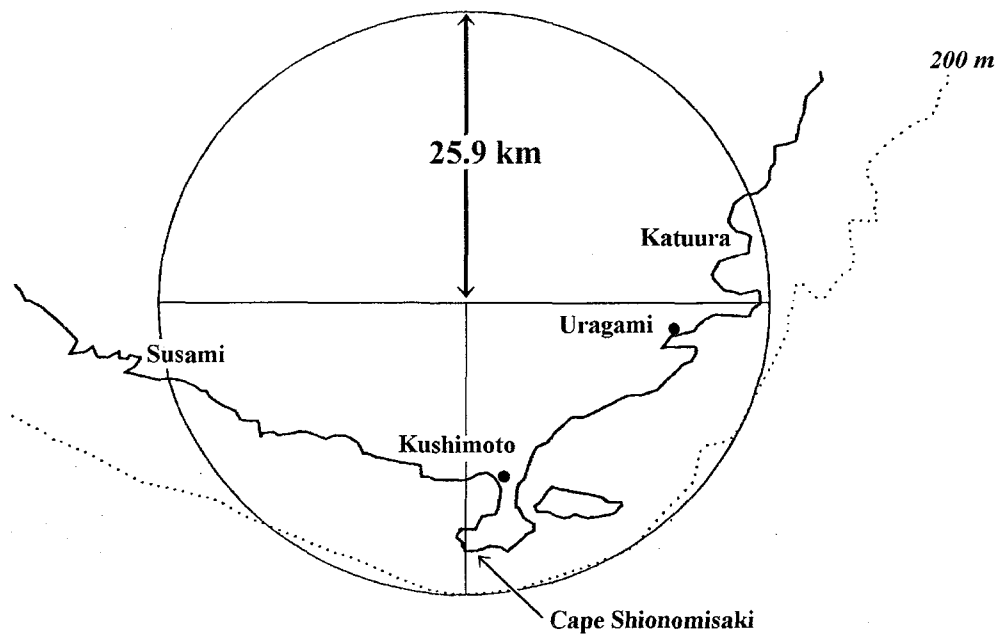 200 m
25.9 km
Katuura
Uragami
Susami
Kushimoto
Cape Shionomisaki